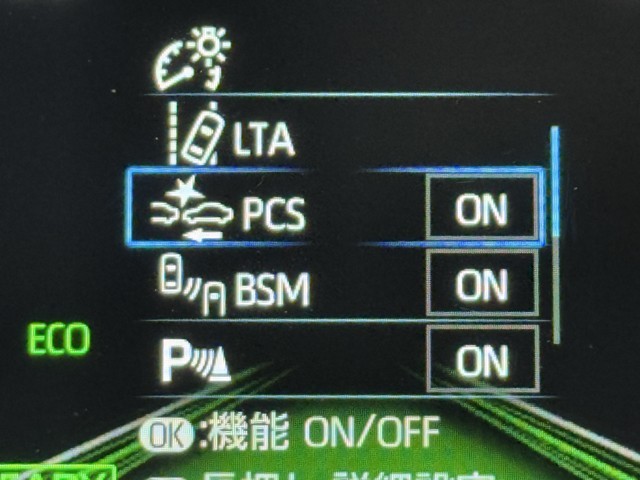 LTA
PCS ON
BSM ON
ECO
P ON
OK :機能 ON/OFF